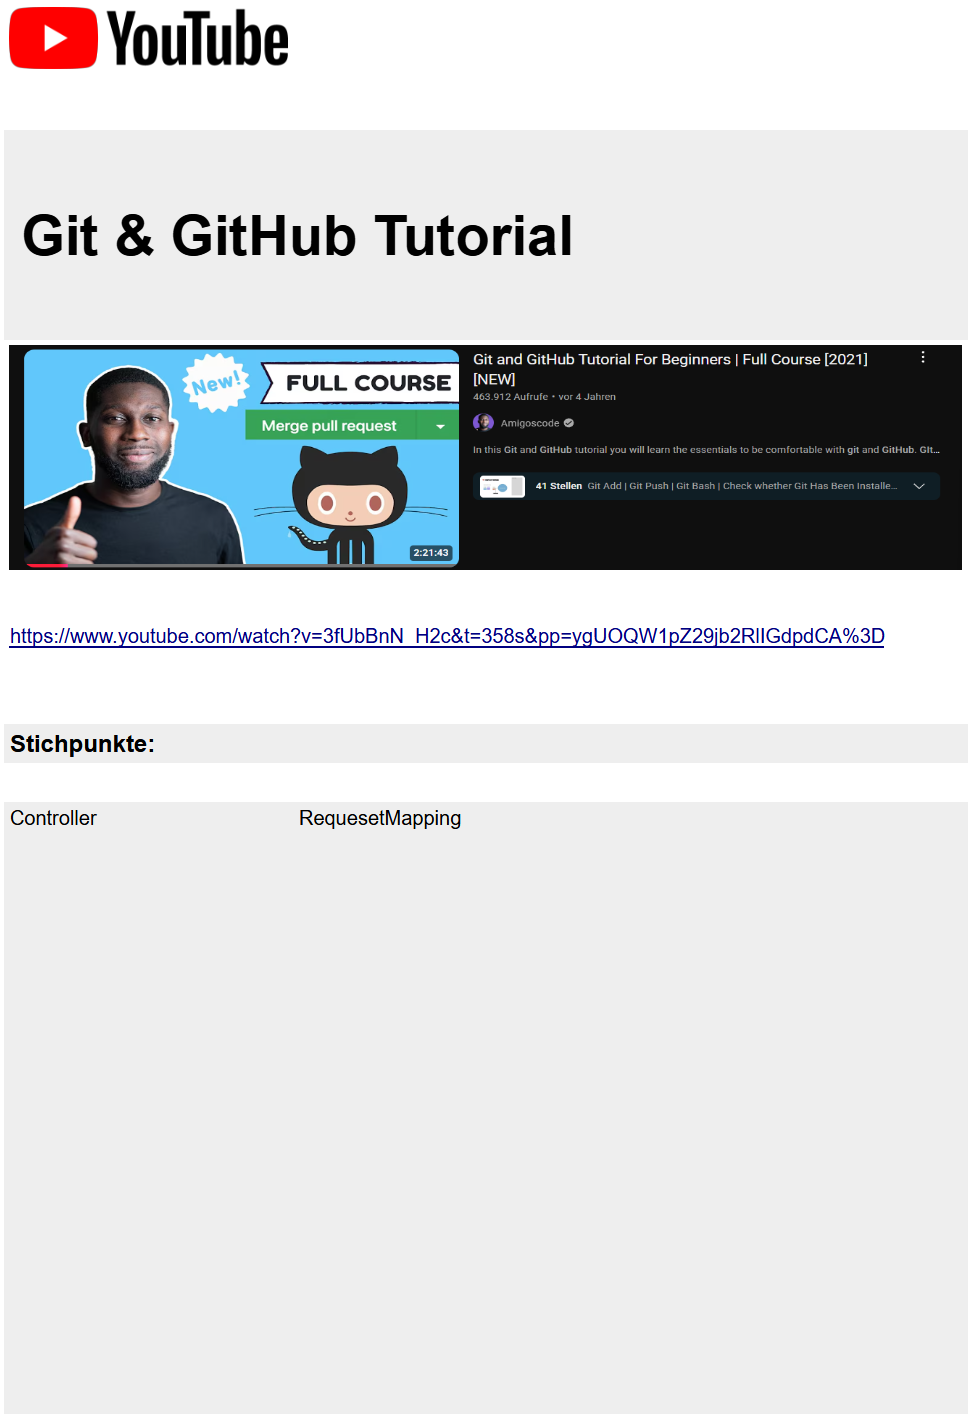 YouTube
Git & GitHub Tutorial
New!
FULL COURSE
Merge pull request
2:21:43
Git and GitHub Tutorial For Beginners | Full Course [2021]
[NEW]
463.912 Aufrufe • vor 4 Jahren
Amigoscode
In this Git and GitHub tutorial you will learn the essentials to be comfortable with git and GitHub. GIt...
41 Stellen Git Add | Git Push | Git Bash | Check whether Git Has Been Installe...
https://www.youtube.com/watch?v=3fUbBnN_H2c&t=358s&pp=ygUOQW1pZ29jb2RlIGdpdCA%3D
Stichpunkte:
Controller RequesetMapping